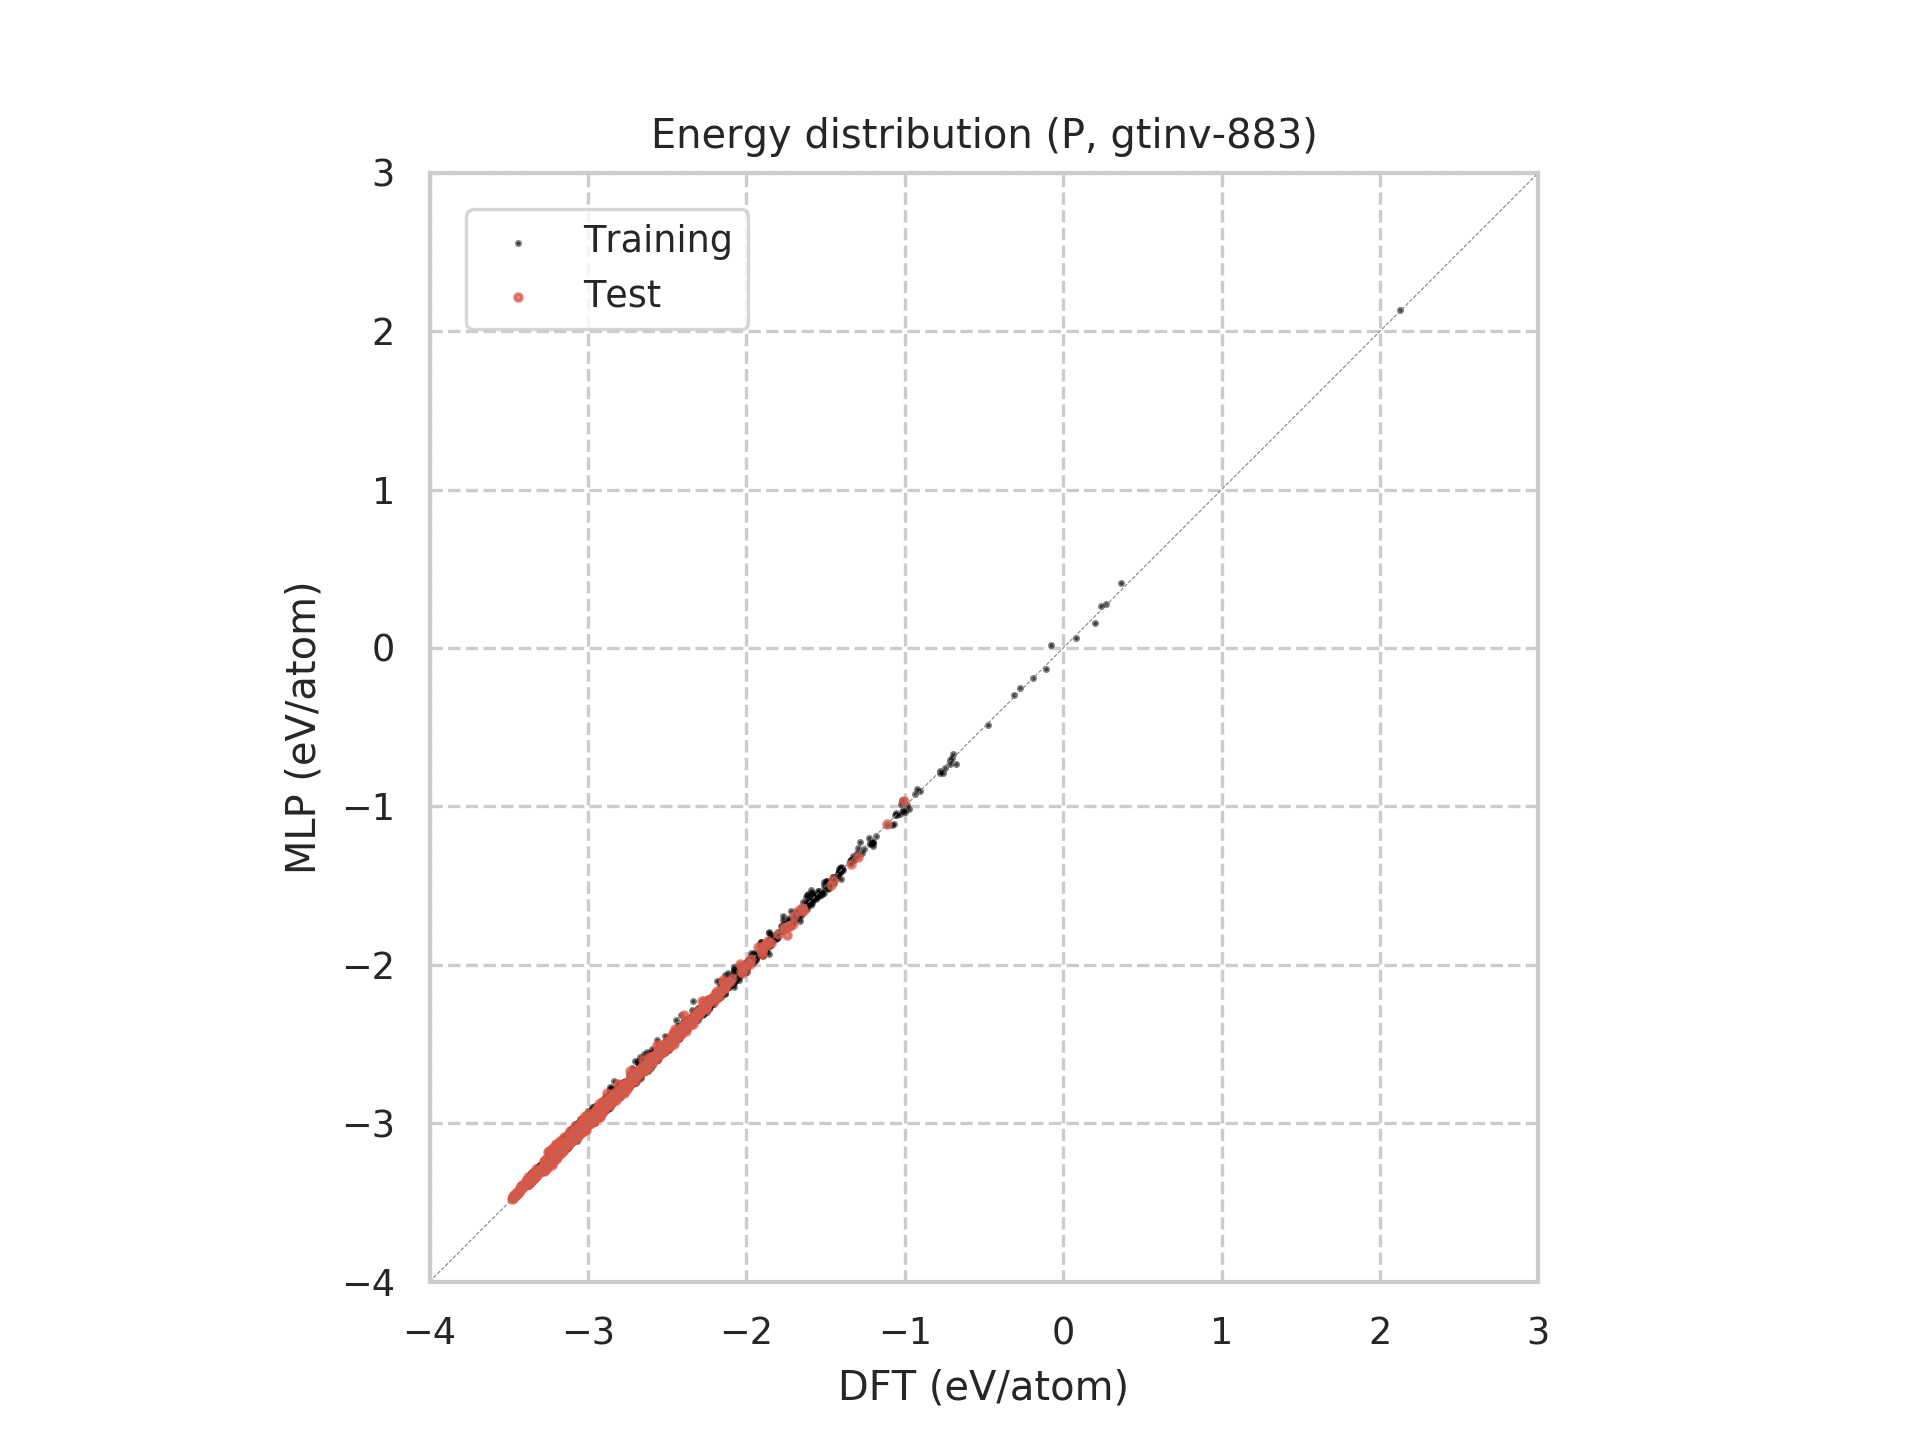 Energy distribution (P, gtinv-883)
3
2
1
0
−1
−2
−3
−4
Training
Test
MLP (eV/atom)
−4 −3 −2 −1 0 1 2 3
DFT (eV/atom)